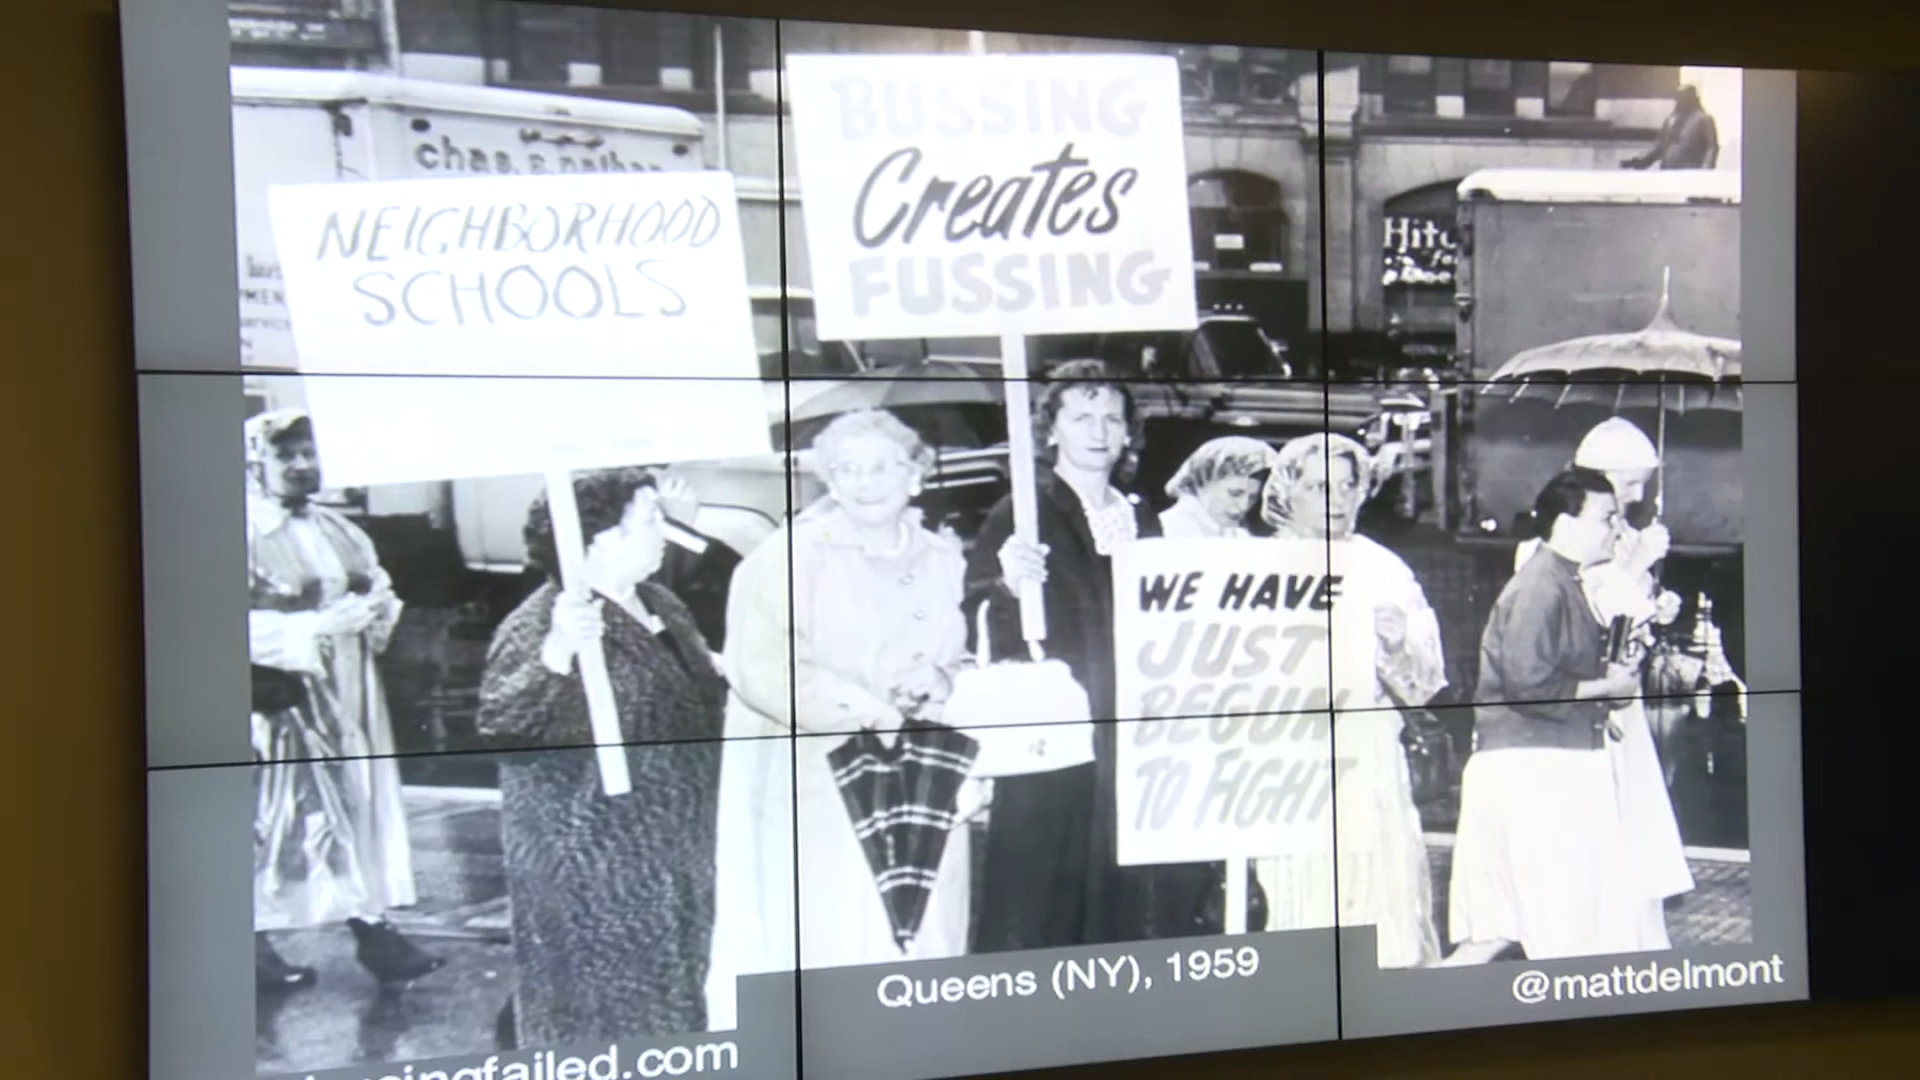 NEIGHBORHOOD
SCHOOLS
BUSSING
Creates
FUSSING
WE HAVE
JUST
BEGUN
TO FIGHT
Queens (NY), 1959
@mattdelmont